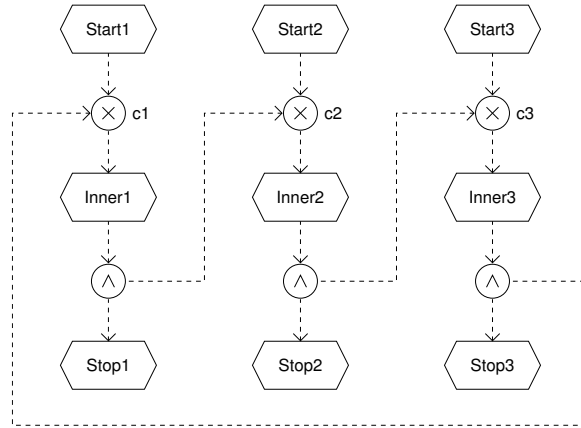 Start1 Start2 Start3
× c1 × c2 × c3
Inner1 Inner2 Inner3
∧ ∧ ∧
Stop1 Stop2 Stop3